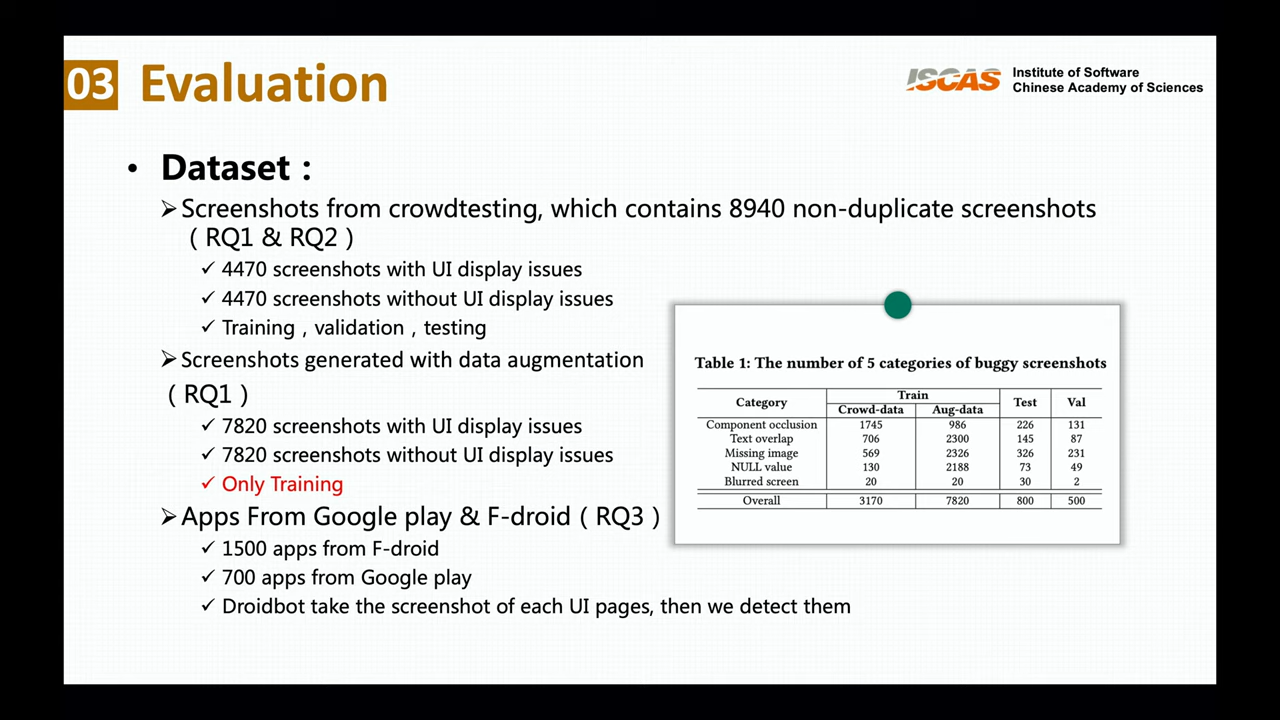 03 Evaluation
ISCAS
Institute of Software
Chinese Academy of Sciences
• Dataset：
➢Screenshots from crowdtesting, which contains 8940 non-duplicate screenshots
（RQ1 & RQ2）
✓ 4470 screenshots with UI display issues
✓ 4470 screenshots without UI display issues
✓ Training，validation，testing
➢Screenshots generated with data augmentation
（RQ1）
✓ 7820 screenshots with UI display issues
✓ 7820 screenshots without UI display issues
✓ Only Training
➢Apps From Google play & F-droid（RQ3）
✓ 1500 apps from F-droid
✓ 700 apps from Google play
✓ Droidbot take the screenshot of each UI pages, then we detect them
Table 1: The number of 5 categories of buggy screenshots
Category Train Test Val
Crowd-data Aug-data
Component occlusion 1745 986 226 131
Text overlap 706 2300 145 87
Missing image 569 2326 326 231
NULL value 130 2188 73 49
Blurred screen 20 20 30 2
Overall 3170 7820 800 500